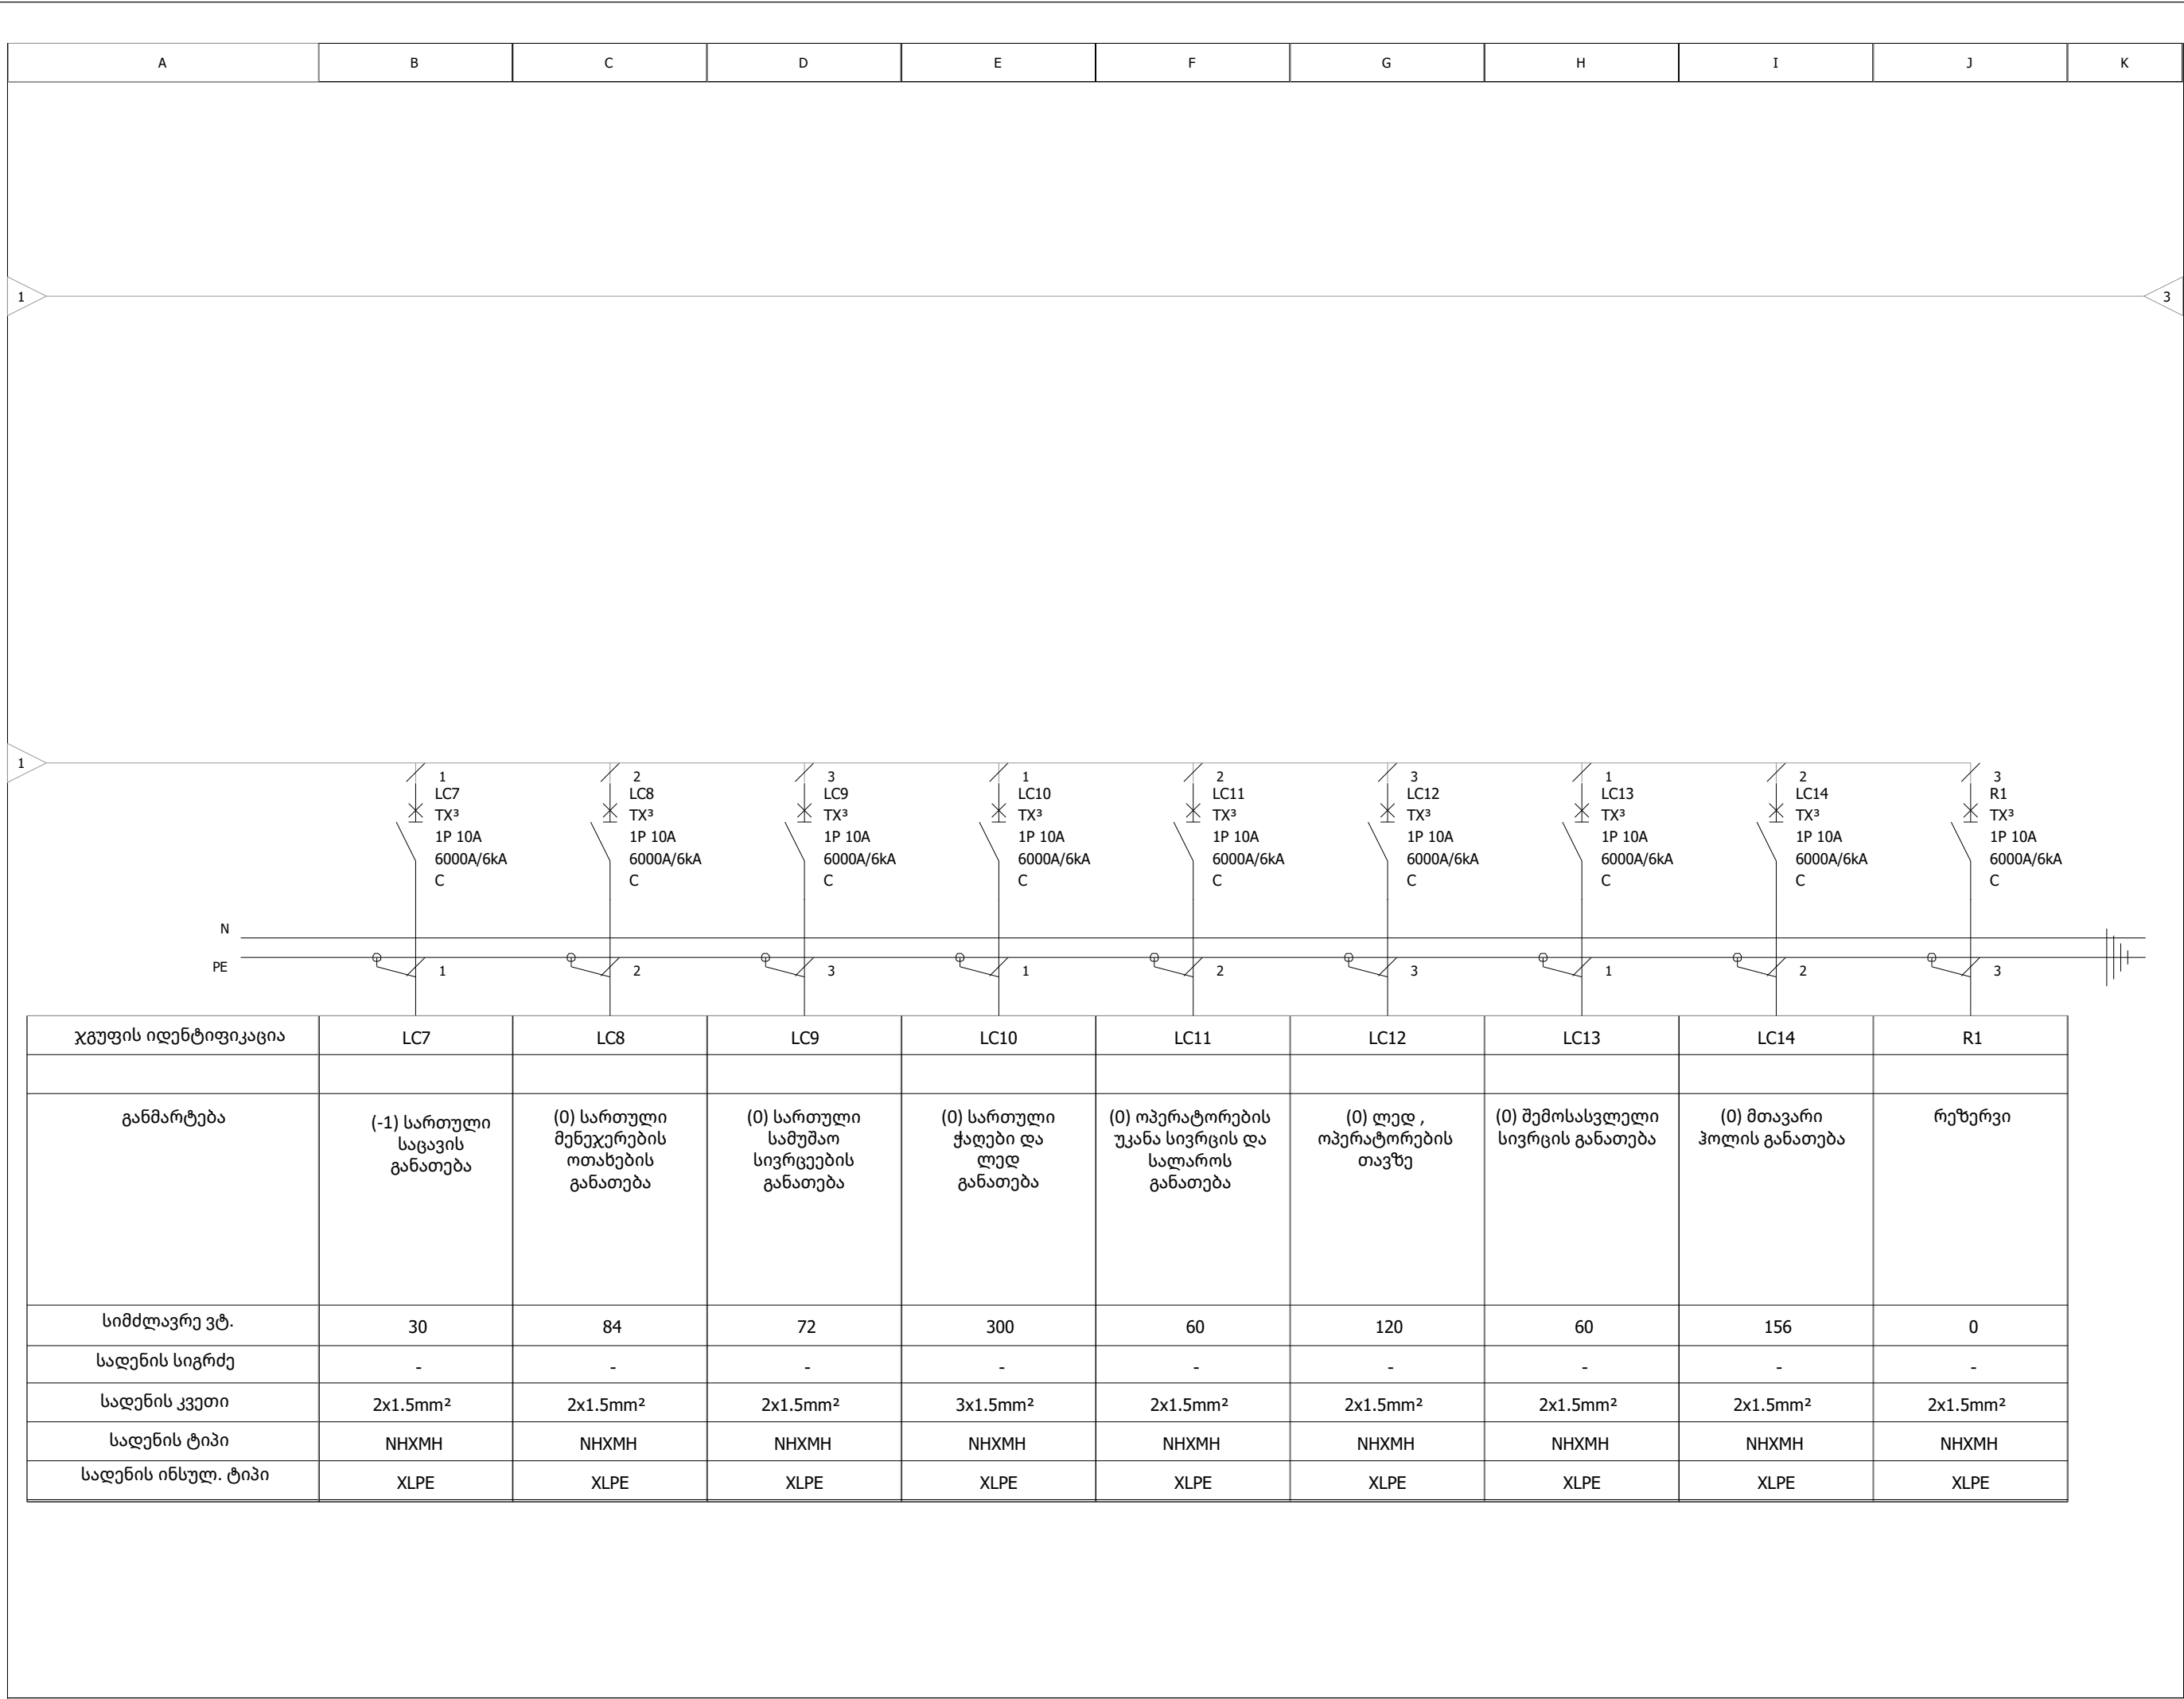 A B C D E F G H I J K
1 3
1
1 2 3 1 2 3 1 2 3
LC7 LC8 LC9 LC10 LC11 LC12 LC13 LC14 R1
TX³ TX³ TX³ TX³ TX³ TX³ TX³ TX³ TX³
1P 10A 1P 10A 1P 10A 1P 10A 1P 10A 1P 10A 1P 10A 1P 10A 1P 10A
6000A/6kA 6000A/6kA 6000A/6kA 6000A/6kA 6000A/6kA 6000A/6kA 6000A/6kA 6000A/6kA 6000A/6kA
C C C C C C C C C
N
PE 1 2 3 1 2 3 1 2 3
ჯგუფის იდენტიფიკაცია LC7 LC8 LC9 LC10 LC11 LC12 LC13 LC14 R1
განმარტება
(-1) სართული
საცავის
განათება
(0) სართული
მენეჯერების
ოთახების
განათება
(0) სართული
სამუშაო
სივრცეების
განათება
(0) სართული
ჭაღები და
ლედ
განათება
(0) ოპერატორების
უკანა სივრცის და
სალაროს
განათება
(0) ლედ ,
ოპერატორების
თავზე
(0) შემოსასვლელი
სივრცის განათება
(0) მთავარი
ჰოლის განათება
რეზერვი
სიმძლავრე ვტ. 30 84 72 300 60 120 60 156 0
სადენის სიგრძე - - - - - - - - -
სადენის კვეთი 2x1.5mm² 2x1.5mm² 2x1.5mm² 3x1.5mm² 2x1.5mm² 2x1.5mm² 2x1.5mm² 2x1.5mm² 2x1.5mm²
სადენის ტიპი NHXMH NHXMH NHXMH NHXMH NHXMH NHXMH NHXMH NHXMH NHXMH
სადენის ინსულ. ტიპი XLPE XLPE XLPE XLPE XLPE XLPE XLPE XLPE XLPE